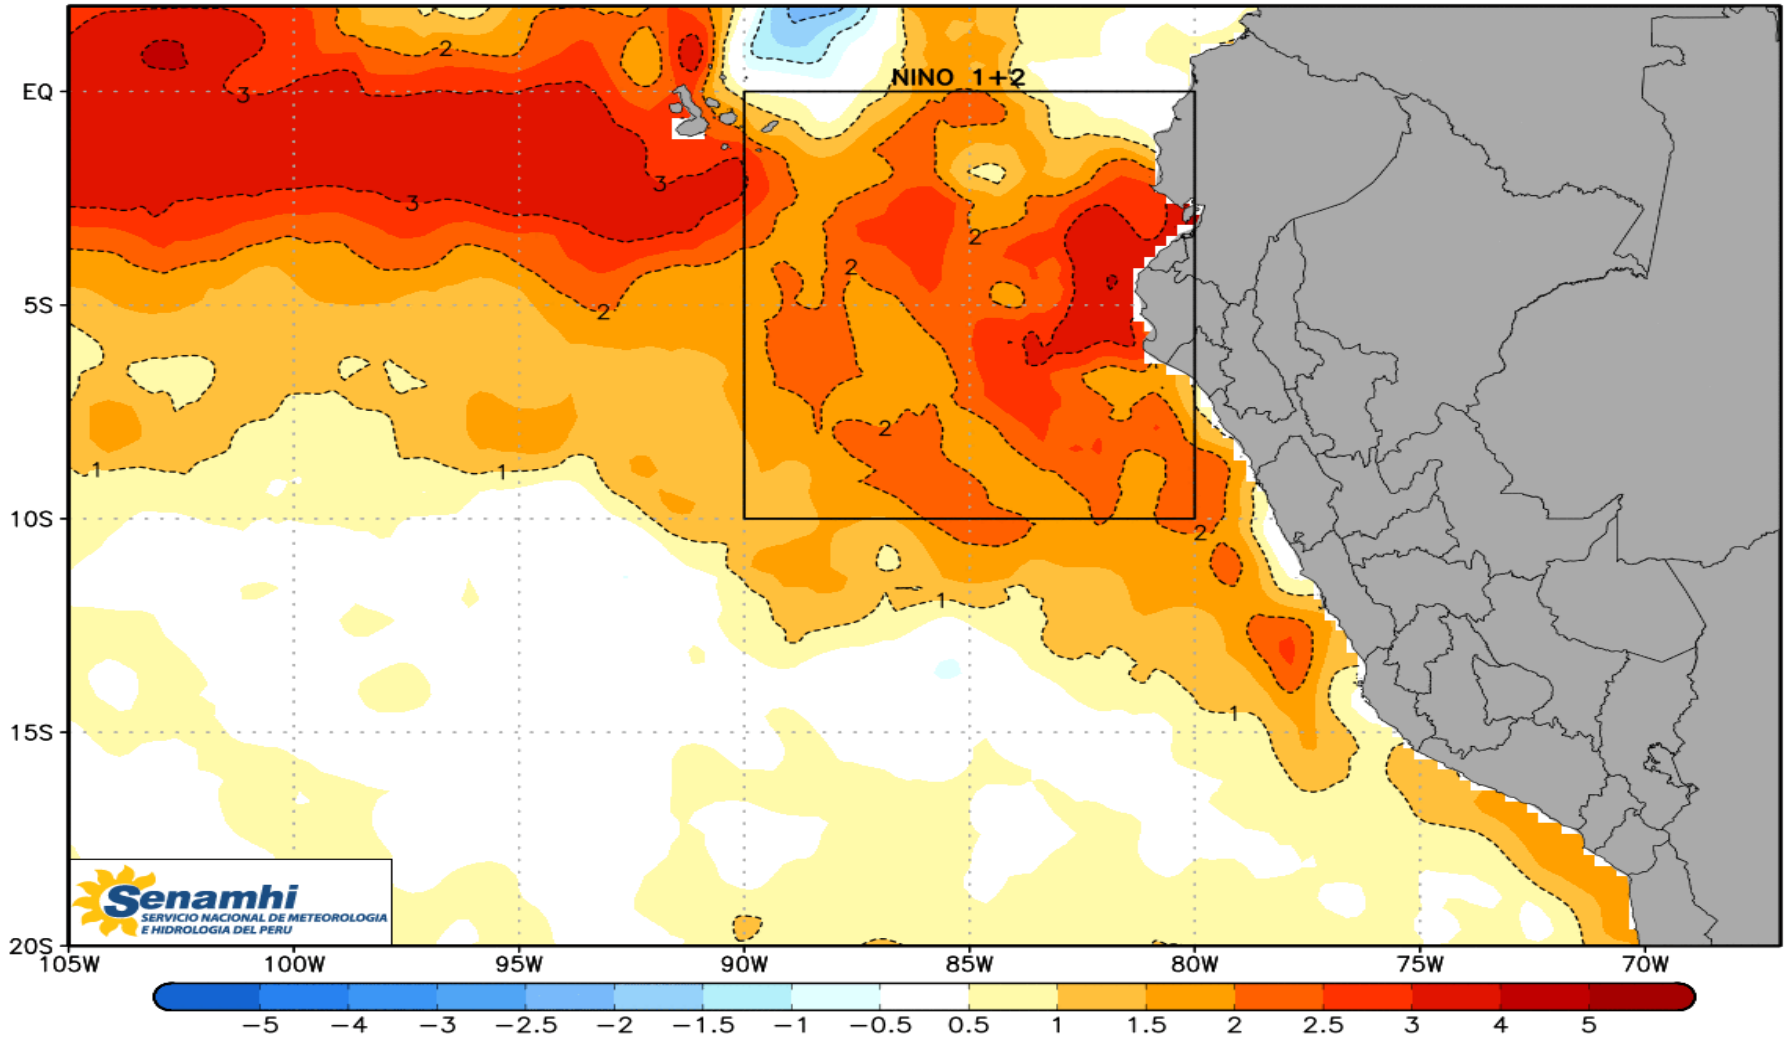 2
3
EQ
NINO 1+2
3
3
2
2
5S
2
2
1
1
10S
2
1
1
15S
Senamhi
SERVICIO NACIONAL DE METEOROLOGIA
E HIDROLOGIA DEL PERU
20S
105W 100W 95W 90W 85W 80W 75W 70W
−5 −4 −3 −2.5 −2 −1.5 −1 −0.5 0.5 1 1.5 2 2.5 3 4 5